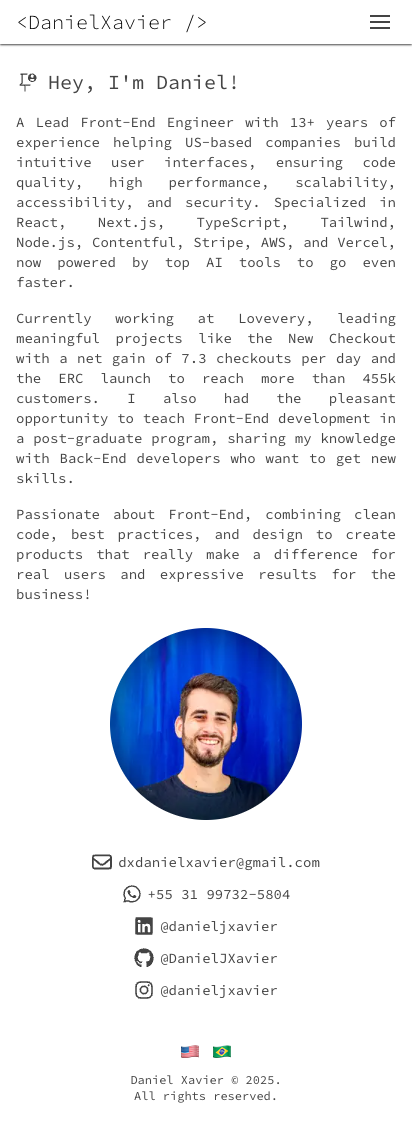 <DanielXavier />
Hey, I'm Daniel!
A Lead Front-End Engineer with 13+ years of
experience helping US-based companies build
intuitive user interfaces, ensuring code
quality, high performance, scalability,
accessibility, and security. Specialized in
React, Next.js, TypeScript, Tailwind,
Node.js, Contentful, Stripe, AWS, and Vercel,
now powered by top AI tools to go even
faster.
Currently working at Lovevery, leading
meaningful projects like the New Checkout
with a net gain of 7.3 checkouts per day and
the ERC launch to reach more than 455k
customers. I also had the pleasant
opportunity to teach Front-End development in
a post-graduate program, sharing my knowledge
with Back-End developers who want to get new
skills.
Passionate about Front-End, combining clean
code, best practices, and design to create
products that really make a difference for
real users and expressive results for the
business!
dxdanielxavier@gmail.com
+55 31 99732-5804
@danieljxavier
@DanielJXavier
@danieljxavier
Daniel Xavier © 2025.
All rights reserved.